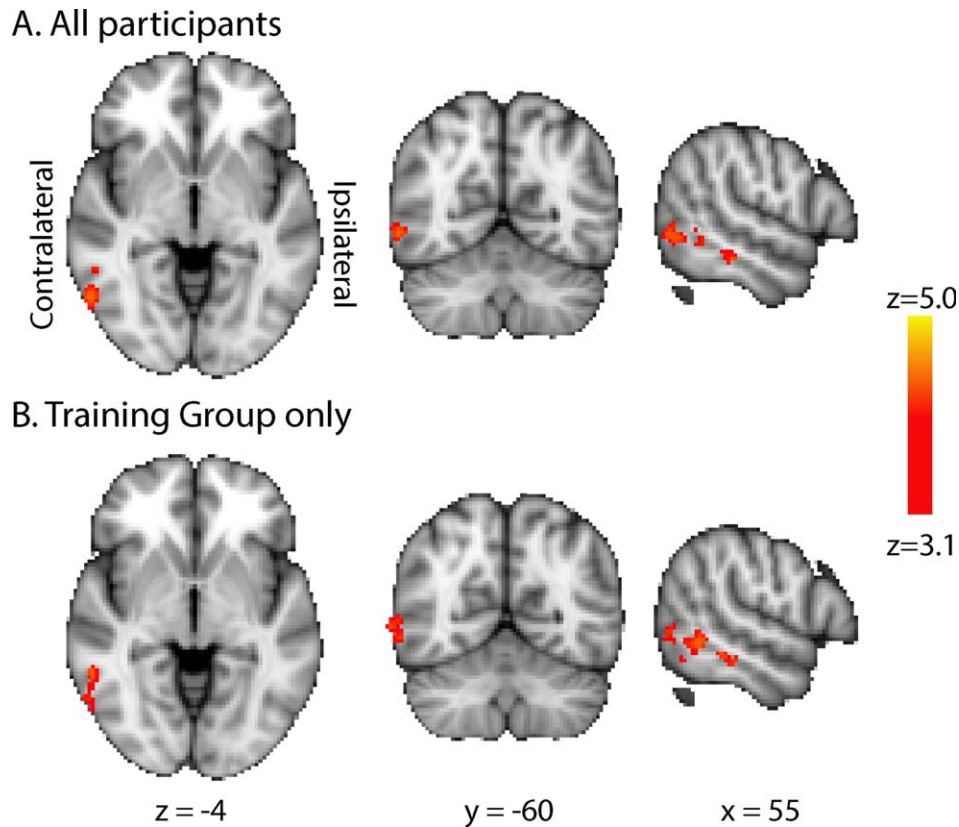 A. All participants
Contralateral
Ipsilateral
z=5.0
z=3.1
B. Training Group only
z = -4
y = -60
x = 55